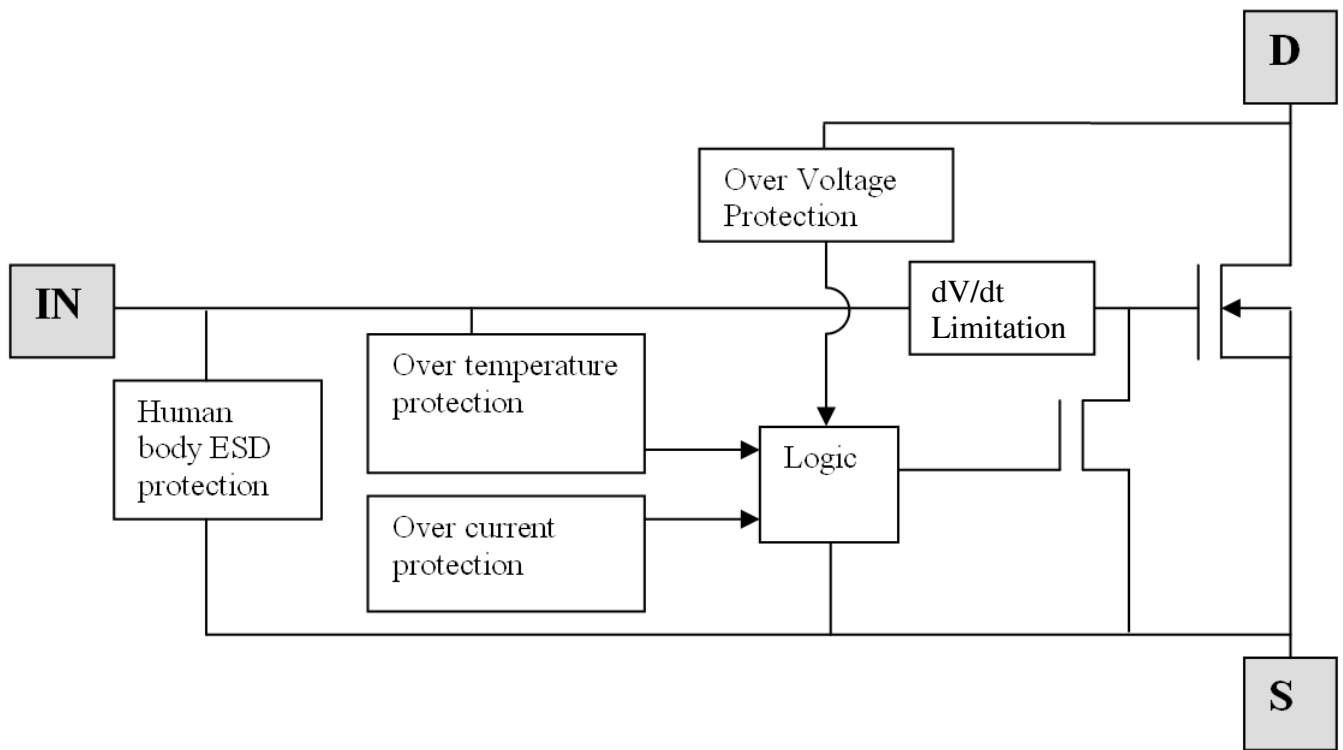 D
Over Voltage
Protection
IN
dV/dt
Limitation
Over temperature
protection
Human
body ESD
protection
Logic
Over current
protection
S